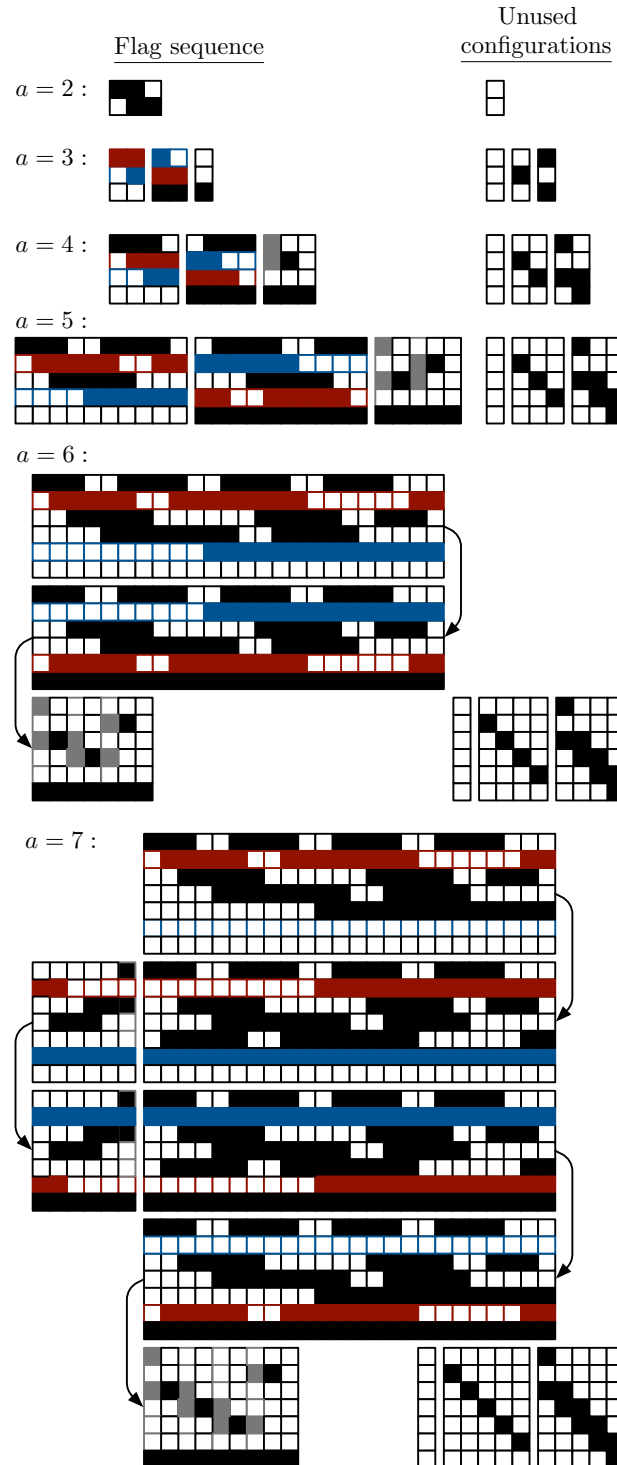 Flag sequence
Unused
configurations
a = 2 :
a = 3 :
a = 4 :
a = 5 :
a = 6 :
a = 7 :